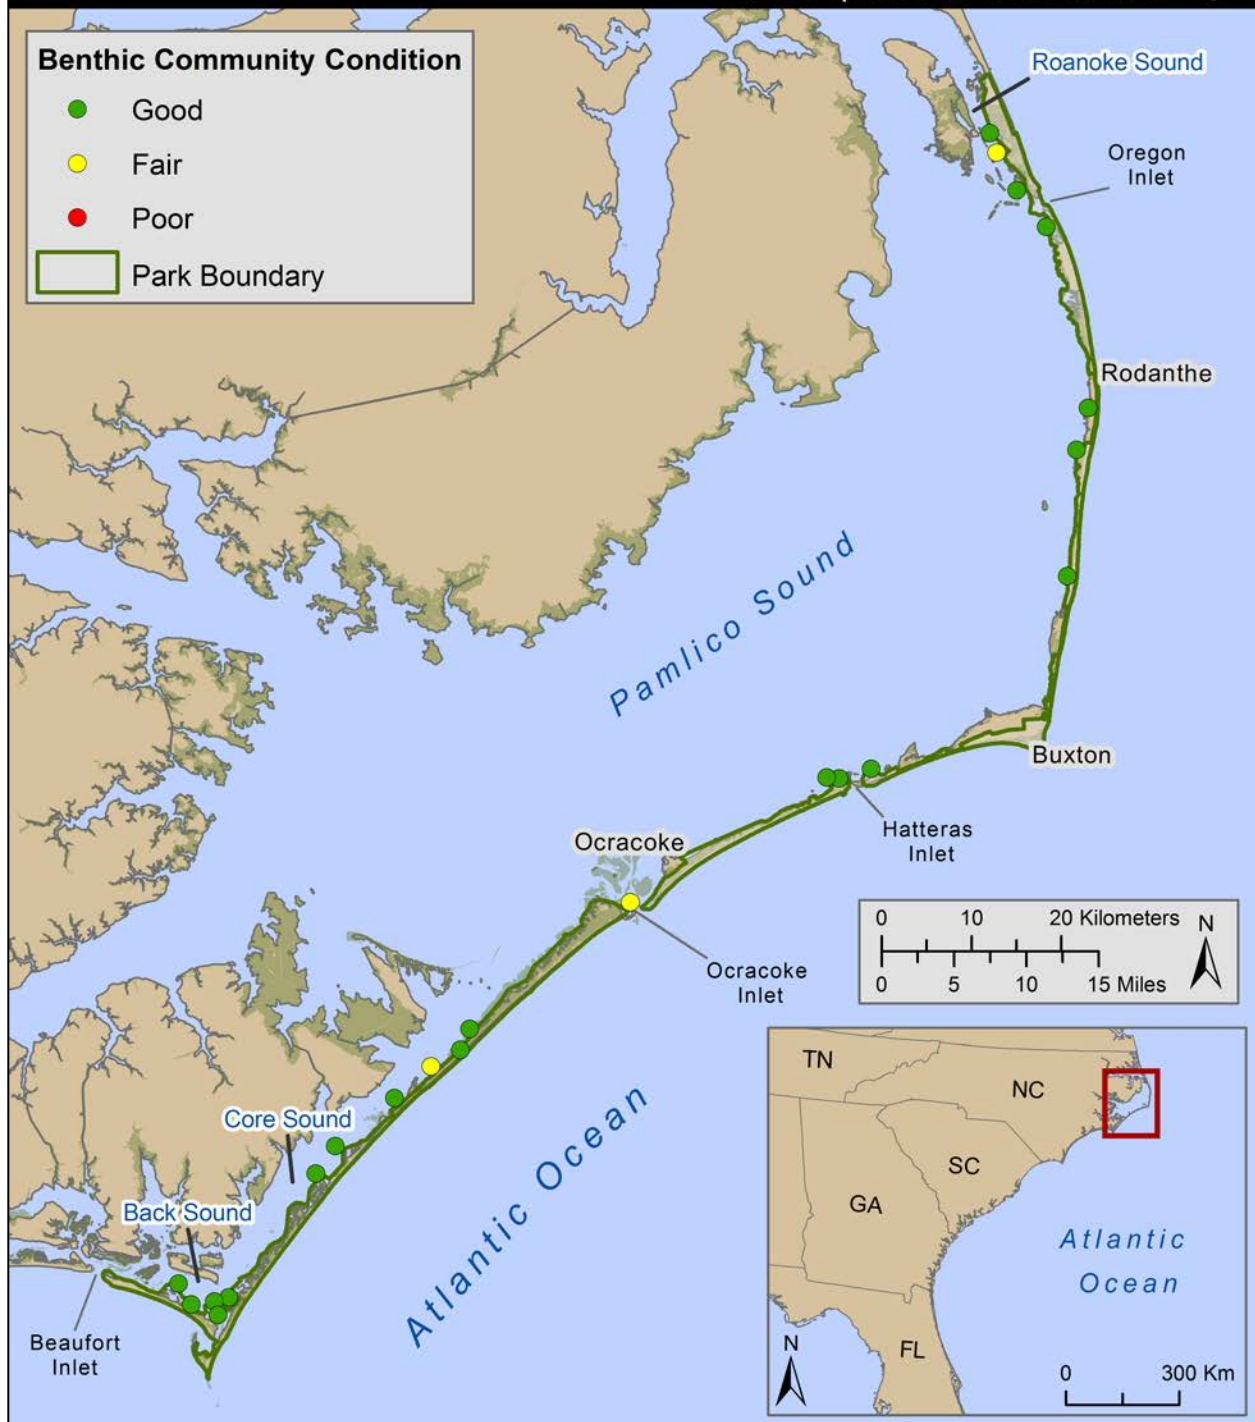 Benthic Community Condition
Good
Fair
Poor
Park Boundary
Roanoke Sound
Oregon
Inlet
Rodanthe
Pamlico Sound
Buxton
Hatteras
Inlet
Ocracoke
Ocracoke
Inlet
0 10 20 Kilometers
0 5 10 15 Miles
N
Core Sound
Back Sound
Atlantic Ocean
Beaufort
Inlet
TN
NC
SC
GA
Atlantic
Ocean
FL
N
0 300 Km